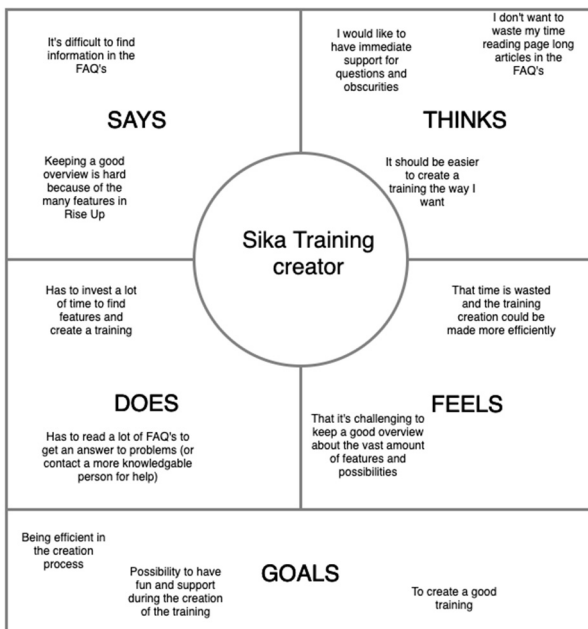 It's difficult to find
information in the
FAQ's
SAYS
Keeping a good
overview is hard
because of the
many features in
Rise Up
I would like to
have immediate
support for
questions and
obscurities
I don't want to
waste my time
reading page long
articles in the
FAQ's
THINKS
It should be easier
to create a
training the way I
want
Sika Training
creator
Has to invest a lot
of time to find
features and
create a training
DOES
Has to read a lot of FAQ's to
get an answer to problems (or
contact a more knowledgable
person for help)
That time is wasted
and the training
creation could be
made more efficiently
FEELS
That it's challenging to
keep a good overview
about the vast amount
of features and
possibilities
Being efficient in
the creation
process
Possibility to have
fun and support
during the creation
of the training
GOALS
To create a good
training